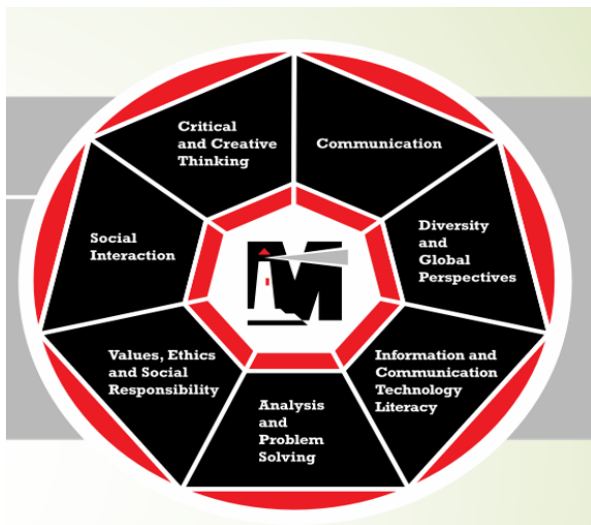 Critical
and Creative
Thinking
Communication
Diversity
and
Global
Perspectives
Information and
Communication
Technology
Literacy
Analysis
and
Problem
Solving
Values, Ethics
and Social
Responsibility
Social
Interaction
M